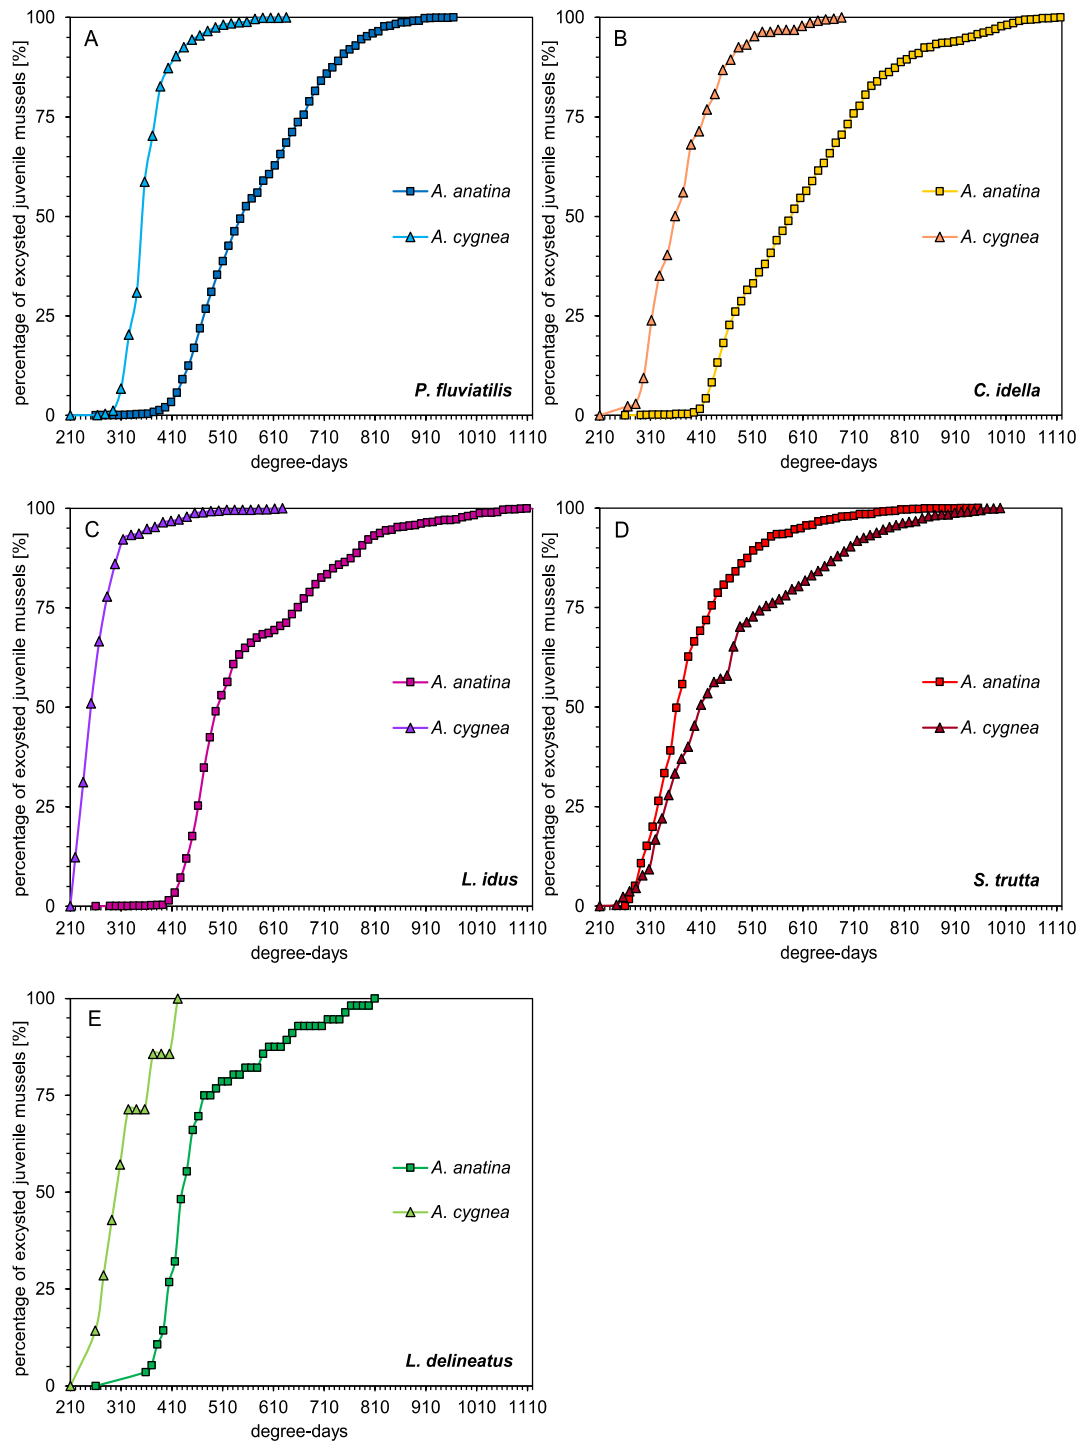 A
percentage of excysted juvenile mussels [%]
100
75
50
25
0
A. anatina
A. cygnea
P. fluviatilis
210 310 410 510 610 710 810 910 1010 1110
degree-days
B
percentage of excysted juvenile mussels [%]
100
75
50
25
0
A. anatina
A. cygnea
C. idella
210 310 410 510 610 710 810 910 1010 1110
degree-days
C
percentage of excysted juvenile mussels [%]
100
75
50
25
0
A. anatina
A. cygnea
L. idus
210 310 410 510 610 710 810 910 1010 1110
degree-days
D
percentage of excysted juvenile mussels [%]
100
75
50
25
0
A. anatina
A. cygnea
S. trutta
210 310 410 510 610 710 810 910 1010 1110
degree-days
E
percentage of excysted juvenile mussels [%]
100
75
50
25
0
A. anatina
A. cygnea
L. delineatus
210 310 410 510 610 710 810 910 1010 1110
degree-days